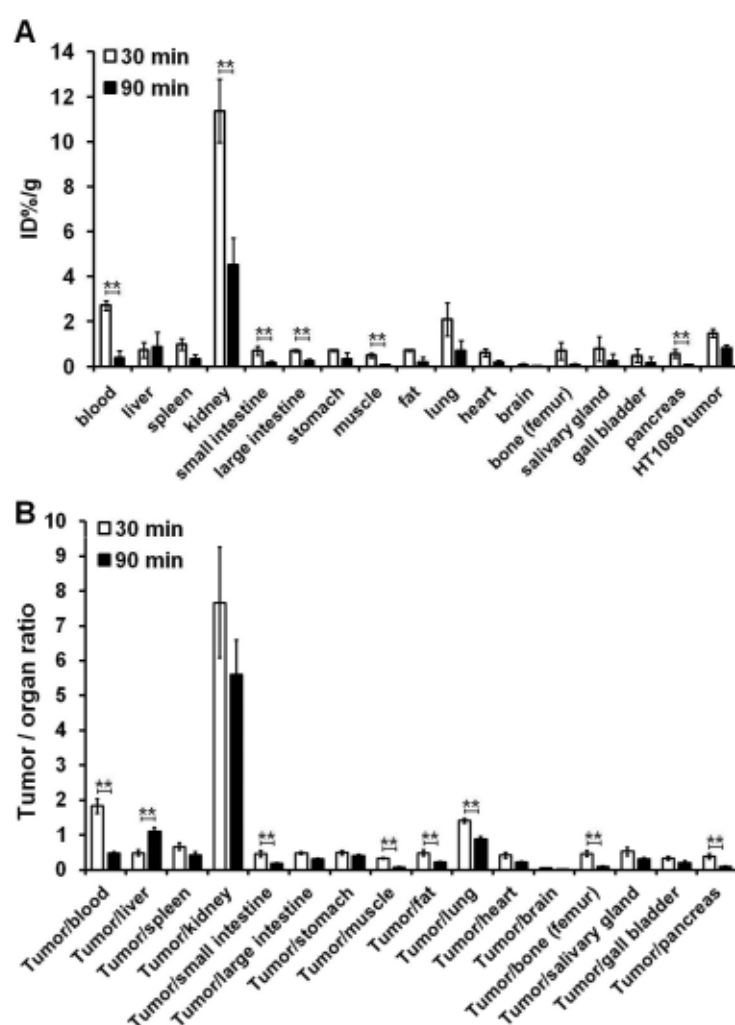 A
14
12
10
8
6
4
2
0
ID%/g
30 min
90 min
**
**
**
**
**
**
blood
liver
spleen
kidney
small intestine
large intestine
stomach
muscle
fat
lung
heart
brain
bone (femur)
salivary gland
gall bladder
pancreas
HT1080 tumor
B
10
9
8
7
6
5
4
3
2
1
0
Tumor / organ ratio
30 min
90 min
**
**
**
**
**
**
**
**
Tumor/blood
Tumor/liver
Tumor/spleen
Tumor/kidney
Tumor/small intestine
Tumor/large intestine
Tumor/stomach
Tumor/muscle
Tumor/fat
Tumor/lung
Tumor/heart
Tumor/brain
Tumor/bone (femur)
Tumor/salivary gland
Tumor/gall bladder
Tumor/pancreas